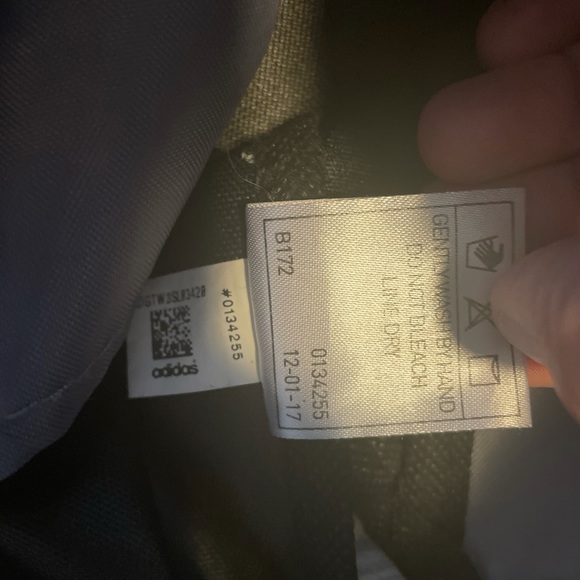 GENTLY WASH BY HAND
DO NOT BLEACH
LINE DRY
0134255
B172 12-01-17
#0134255
adidas